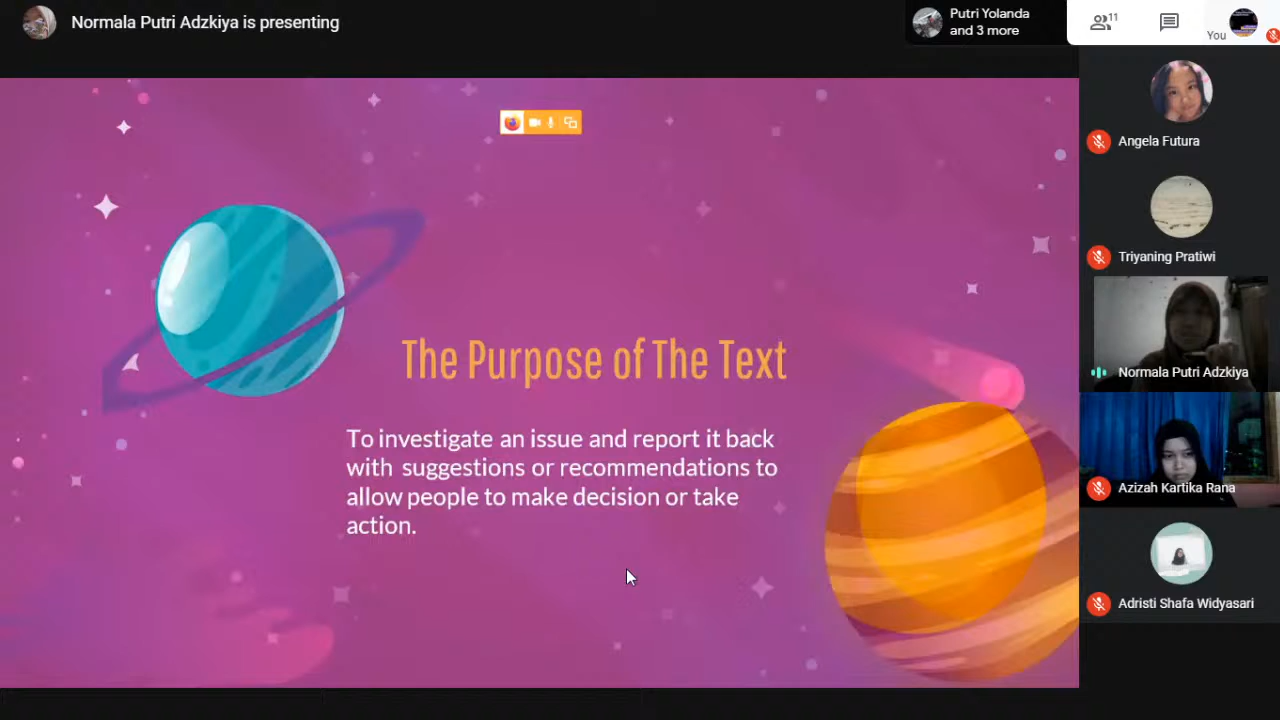 Normala Putri Adzkiya is presenting
Putri Yolanda
and 3 more
11
You
The Purpose of The Text
To investigate an issue and report it back
with suggestions or recommendations to
allow people to make decision or take
action.
Angela Futura
Triyaning Pratiwi
Normala Putri Adzkiya
Azizah Kartika Rana
Adristi Shafa Widyasari